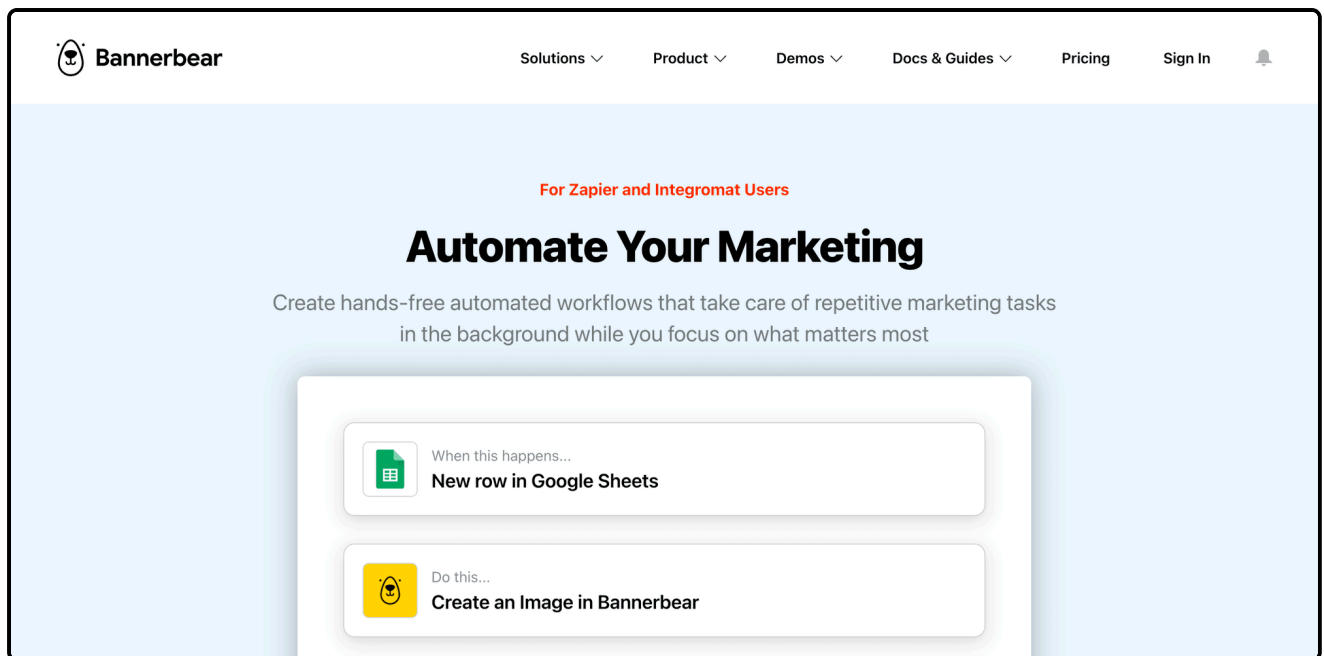 Bannerbear
Solutions
Product
Demos
Docs & Guides
Pricing
Sign In
For Zapier and Integromat Users
Automate Your Marketing
Create hands-free automated workflows that take care of repetitive marketing tasks
in the background while you focus on what matters most
When this happens...
New row in Google Sheets
Do this...
Create an Image in Bannerbear